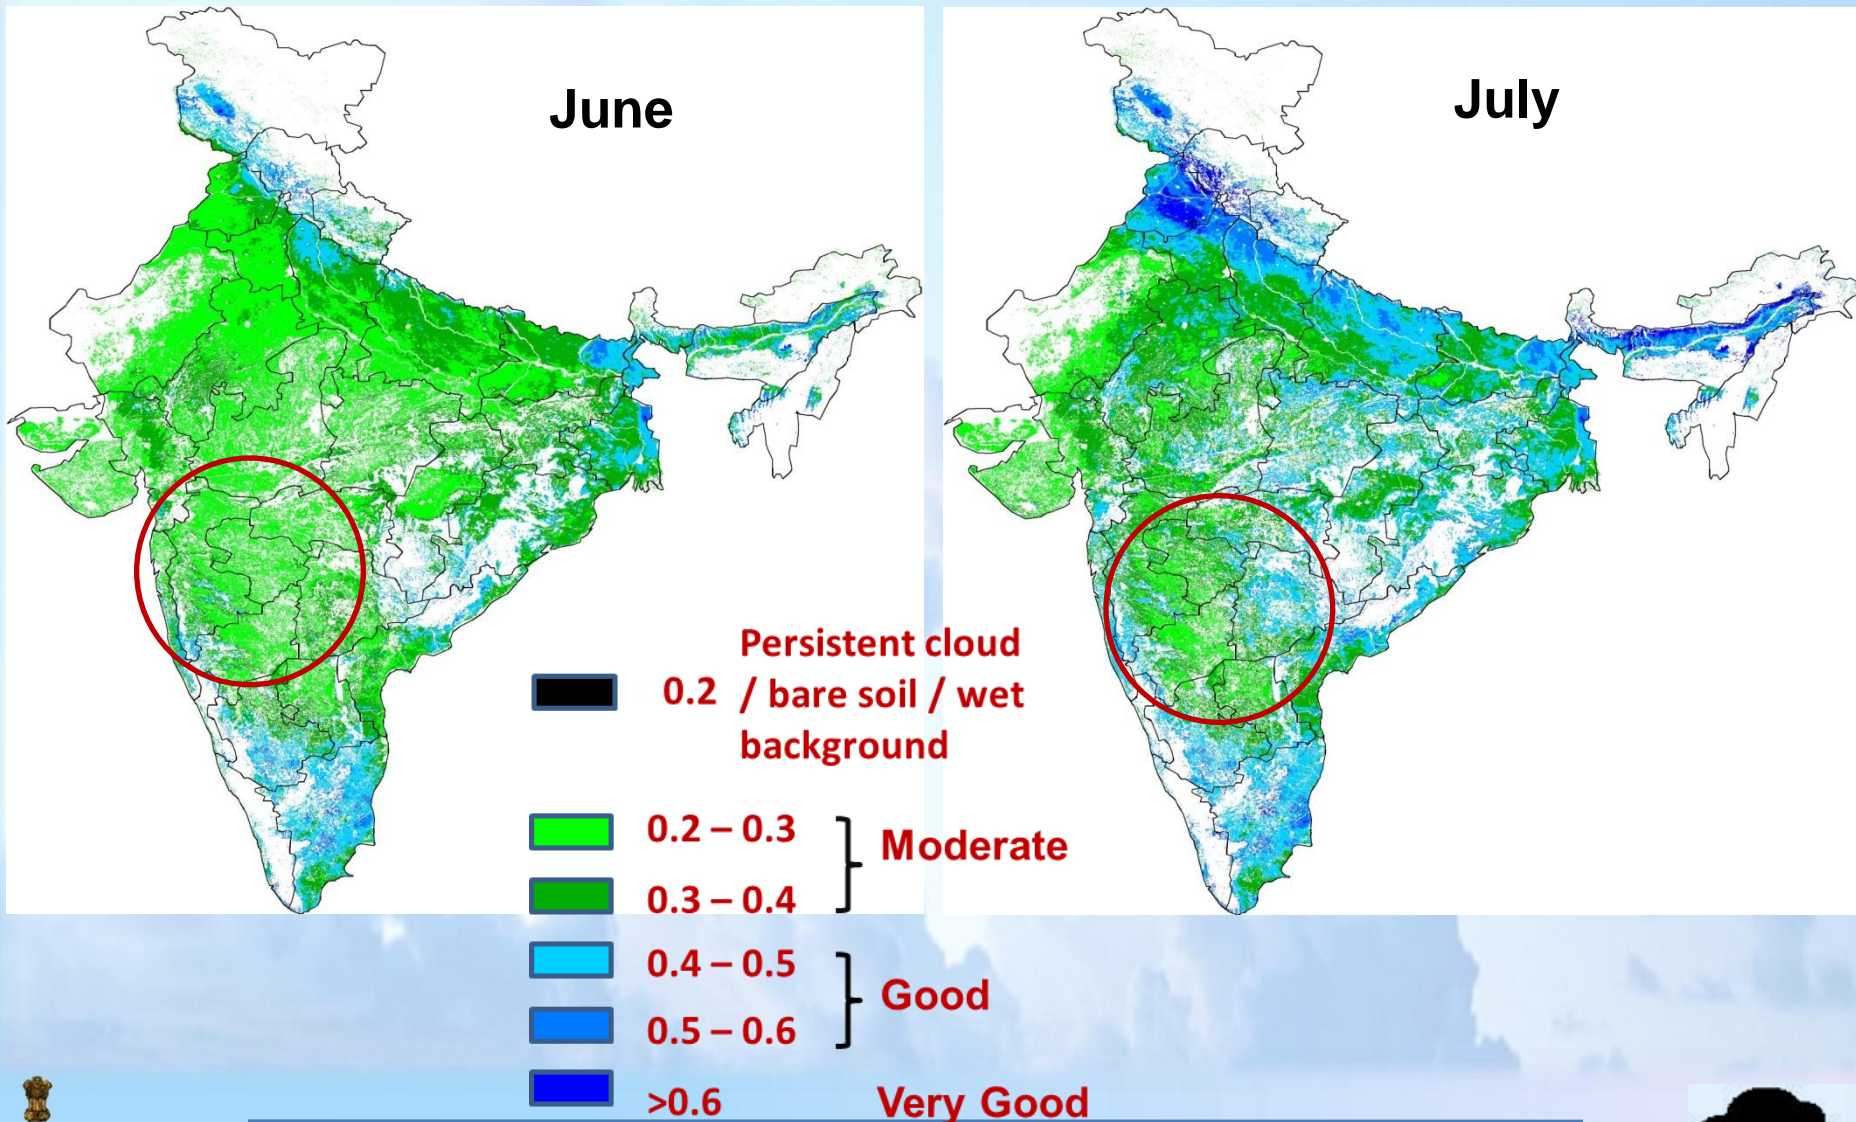 June
July
Persistent cloud
0.2 / bare soil / wet
background
0.2 – 0.3
Moderate
0.3 – 0.4
0.4 – 0.5
Good
0.5 – 0.6
>0.6 Very Good